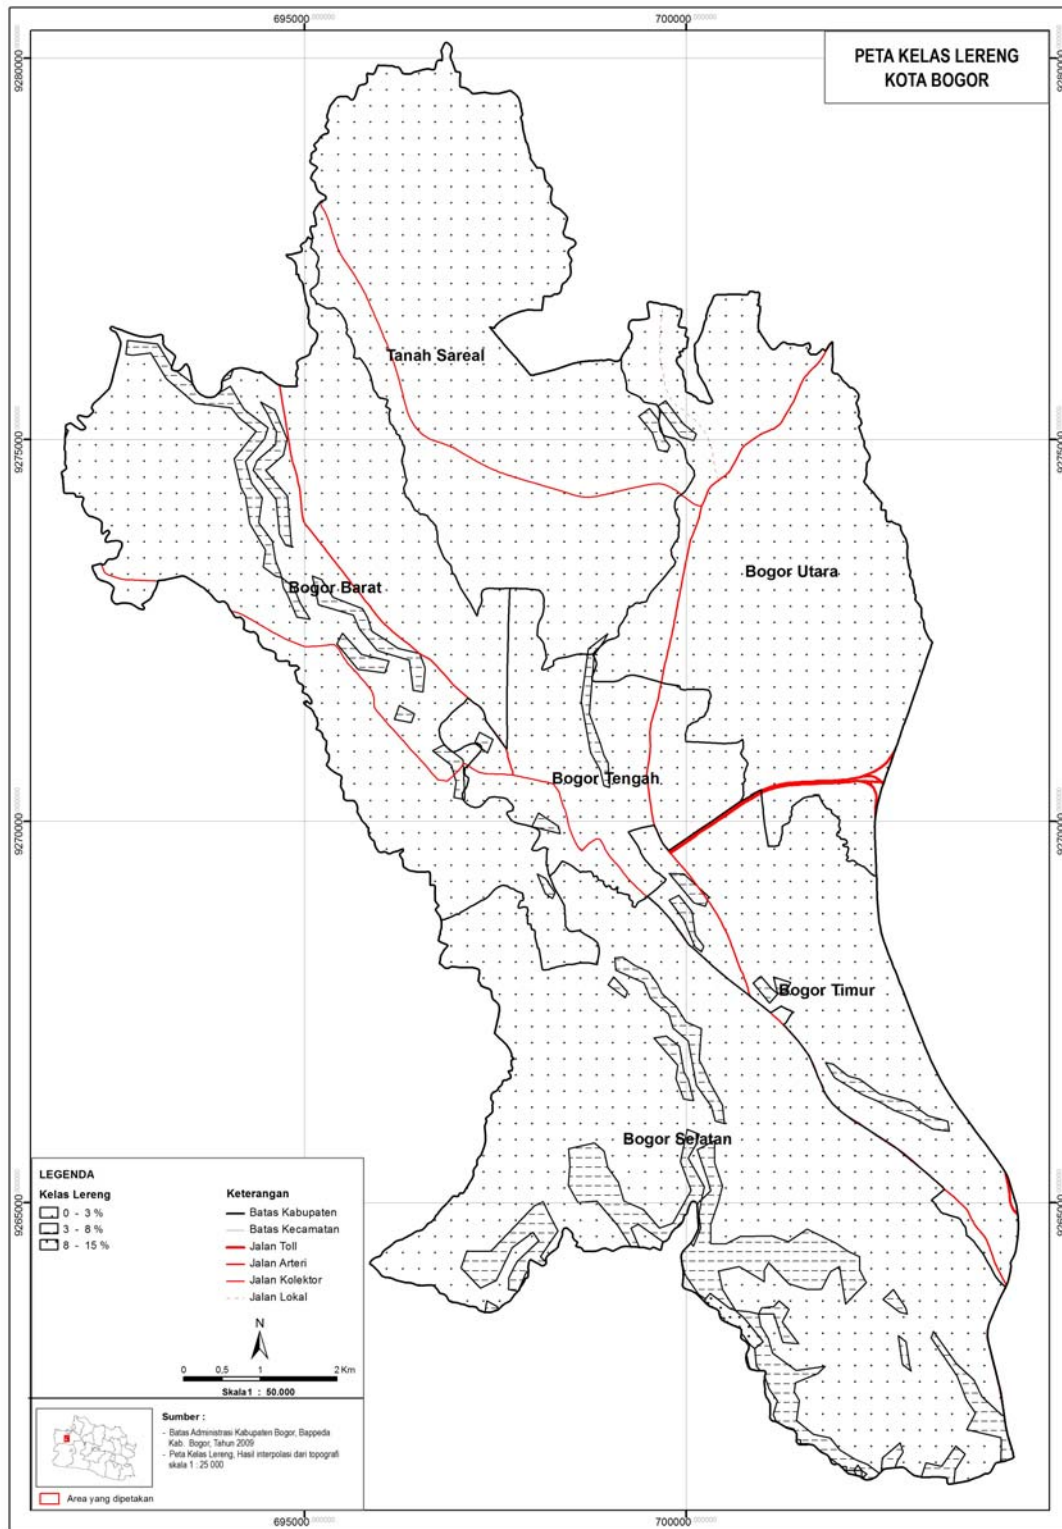 695000
700000
PETA KELAS LERENG
KOTA BOGOR
9280000
9280000
Tanah Sareal
9275000
9275000
Bogor Utara
Bogor Barat
Bogor Tengah
9270000
9270000
Bogor Timur
Bogor Selatan
9265000
9265000
LEGENDA
Kelas Lereng
0 - 3 %
3 - 8 %
8 - 15 %
Keterangan
Batas Kabupaten
Batas Kecamatan
Jalan Toll
Jalan Arteri
Jalan Kolektor
Jalan Lokal
N
0 0,5 1 2 Km
Skala 1 : 50.000
Sumber :
- Batas Administrasi Kabupaten Bogor, Bappeda
Kab. Bogor, Tahun 2009
- Peta Kelas Lereng, Hasil interpolasi dari topografi
skala 1 : 25 000
Area yang dipetakan
695000
700000